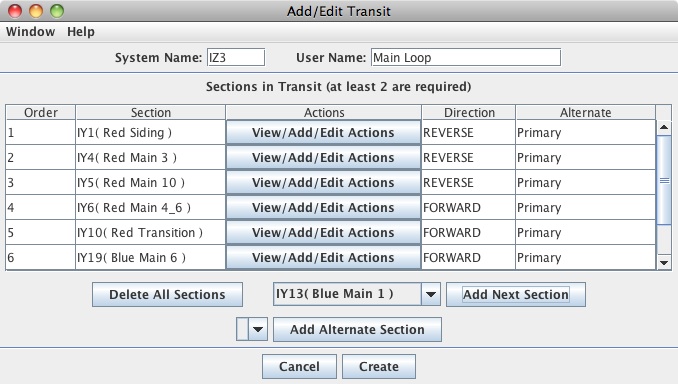 Add/Edit Transit
Window Help
System Name: IZ3 User Name: Main Loop
Sections in Transit (at least 2 are required)
Order Section Actions Direction Alternate
1 IY1( Red Siding ) View/Add/Edit Actions REVERSE Primary
2 IY4( Red Main 3 ) View/Add/Edit Actions REVERSE Primary
3 IY5( Red Main 10 ) View/Add/Edit Actions REVERSE Primary
4 IY6( Red Main 4_6 ) View/Add/Edit Actions FORWARD Primary
5 IY10( Red Transition ) View/Add/Edit Actions FORWARD Primary
6 IY19( Blue Main 6 ) View/Add/Edit Actions FORWARD Primary
Delete All Sections IY13( Blue Main 1 ) Add Next Section
Add Alternate Section
Cancel Create